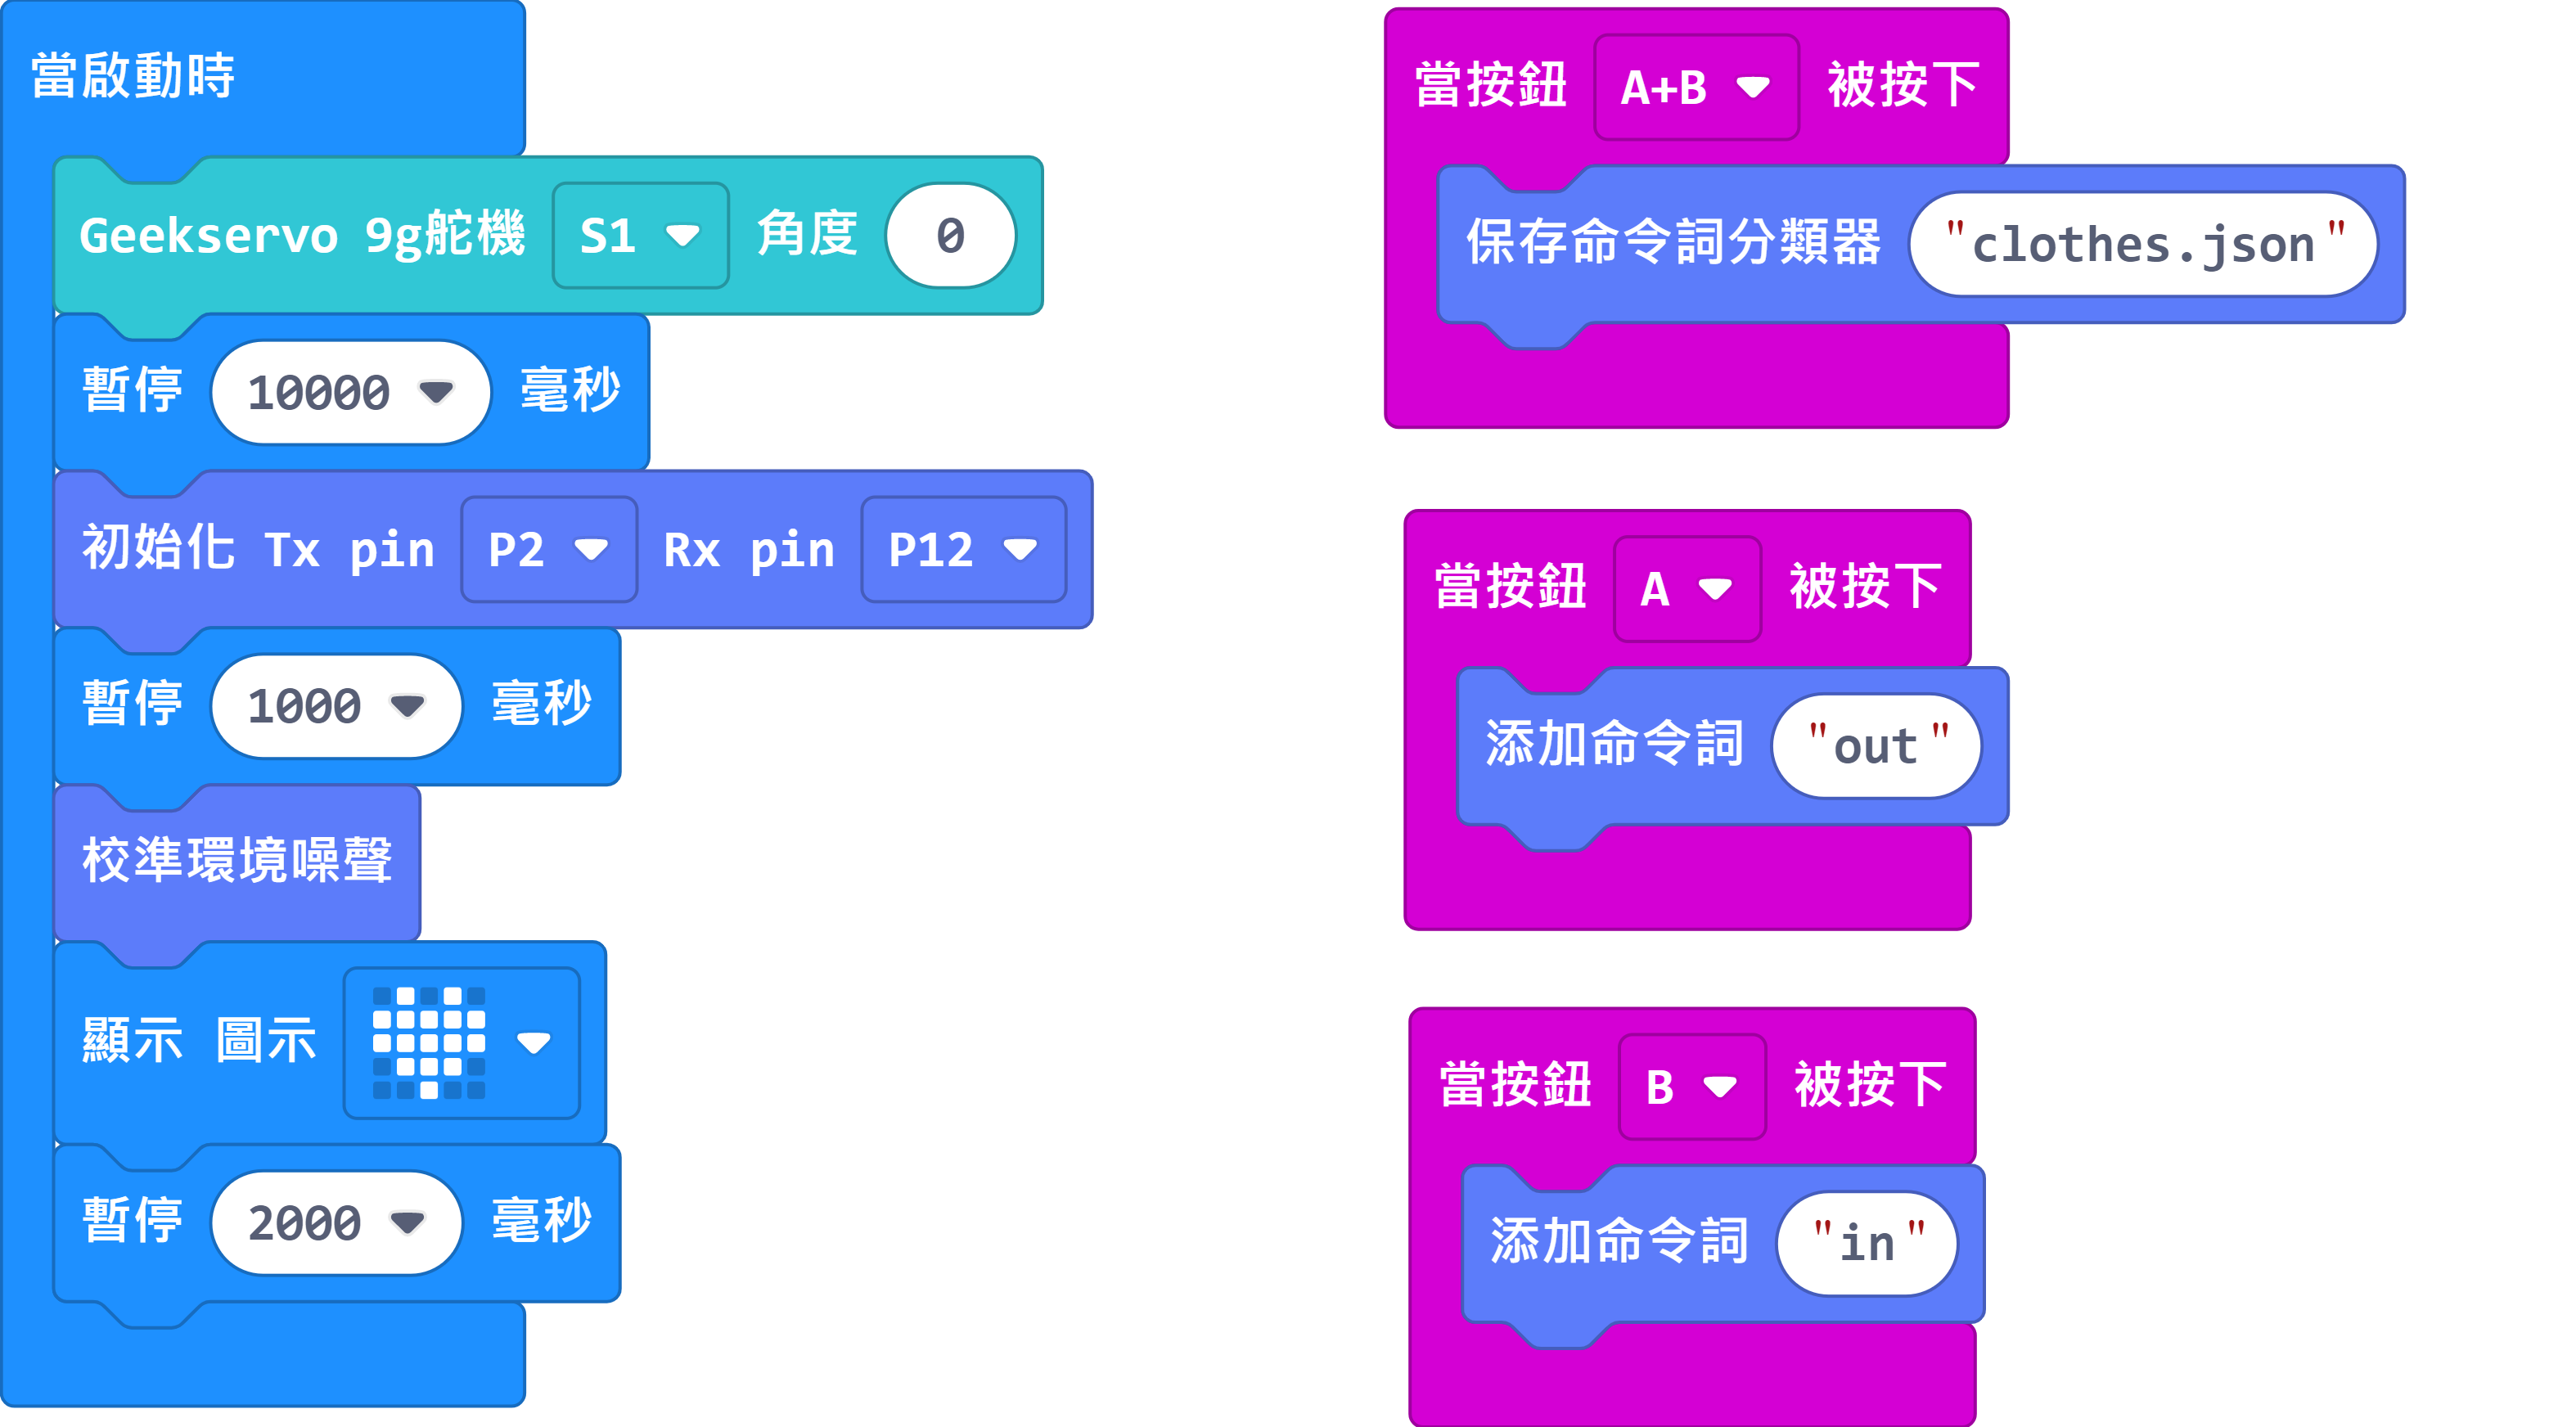 當啟動時
Geekservo 9g舵機 S1 角度 0
暫停 10000 毫秒
初始化 Tx pin P2 Rx pin P12
暫停 1000 毫秒
校準環境噪聲
顯示 圖示
暫停 2000 毫秒
當按鈕 A+B 被按下
保存命令詞分類器 "clothes.json"
當按鈕 A 被按下
添加命令詞 "out"
當按鈕 B 被按下
添加命令詞 "in"